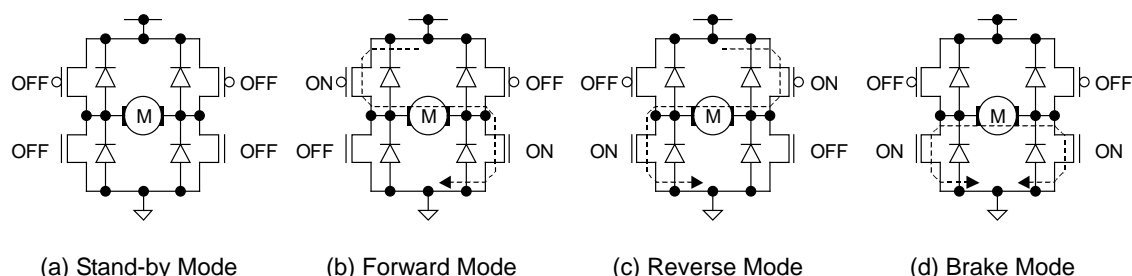 OFF OFF ON OFF OFF ON OFF OFF
M M M M
OFF OFF OFF ON ON OFF ON ON
(a) Stand-by Mode (b) Forward Mode (c) Reverse Mode (d) Brake Mode